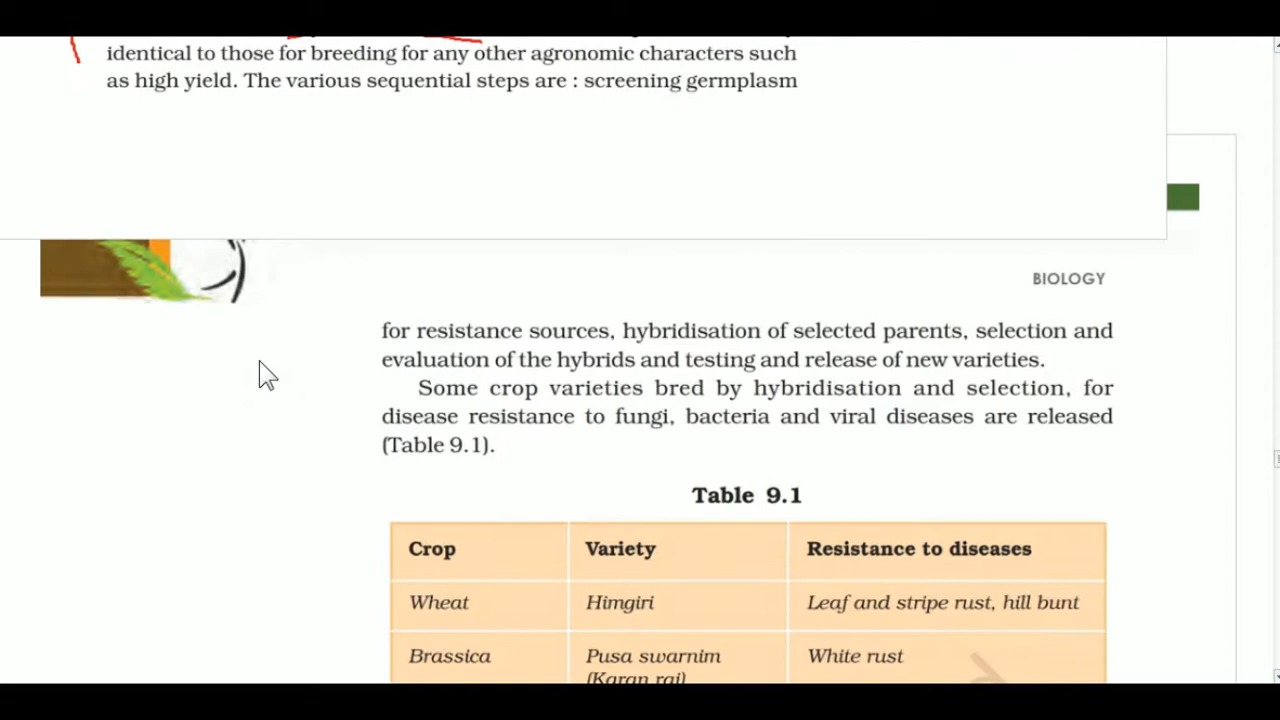 identical to those for breeding for any other agronomic characters such
as high yield. The various sequential steps are : screening germplasm
BIOLOGY
for resistance sources, hybridisation of selected parents, selection and
evaluation of the hybrids and testing and release of new varieties.
Some crop varieties bred by hybridisation and selection, for
disease resistance to fungi, bacteria and viral diseases are released
(Table 9.1).
Table 9.1
Crop Variety Resistance to diseases
Wheat Himgiri Leaf and stripe rust, hill bunt
Brassica Pusa swarnim White rust
(Karan rai)